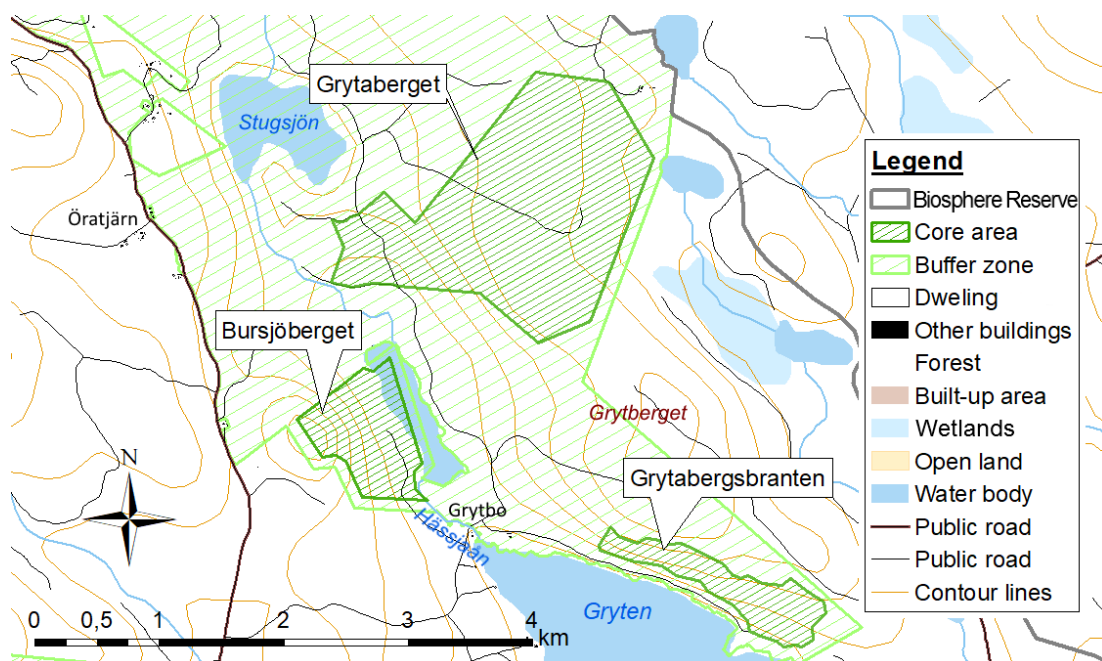 Grytaberget
Stugsjön
Öratjärn
Bursjöberget
Grytberget
Grytabergsbranten
Grytbo
Hässjaån
Gryten
N
0 0,5 1 2 3 4
km
Legend
Biosphere Reserve
Core area
Buffer zone
Dweling
Other buildings
Forest
Built-up area
Wetlands
Open land
Water body
Public road
Public road
Contour lines